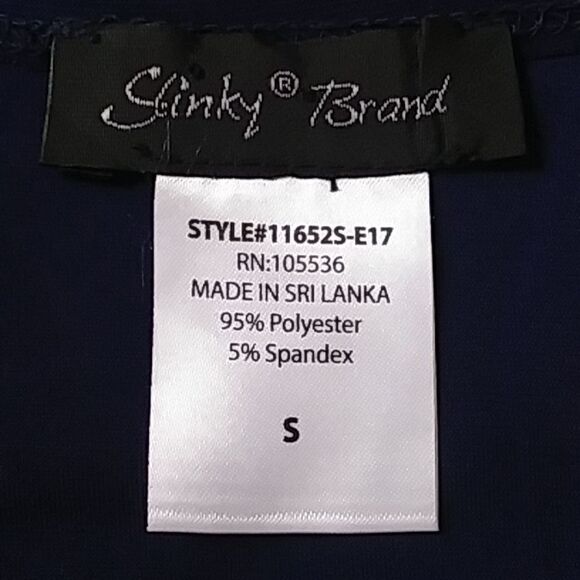 Slinky® Brand
STYLE#11652S-E17
RN:105536
MADE IN SRI LANKA
95% Polyester
5% Spandex
S